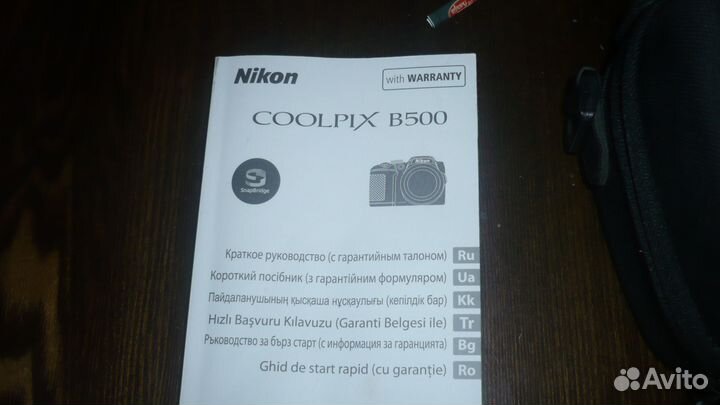 Nikon
with WARRANTY
COOLPIX B500
Nikon
SnapBridge
Краткое руководство (с гарантийным талоном) Ru
Короткий посібник (з гарантійним формуляром) Ua
Пайдаланушының қысқаша нұсқаулығы (кепілдік бар) Kk
Hızlı Başvuru Kılavuzu (Garanti Belgesi ile) Tr
Ръководство за бърз старт (с информация за гаранцията) Bg
Ghid de start rapid (cu garanție) Ro
Avito